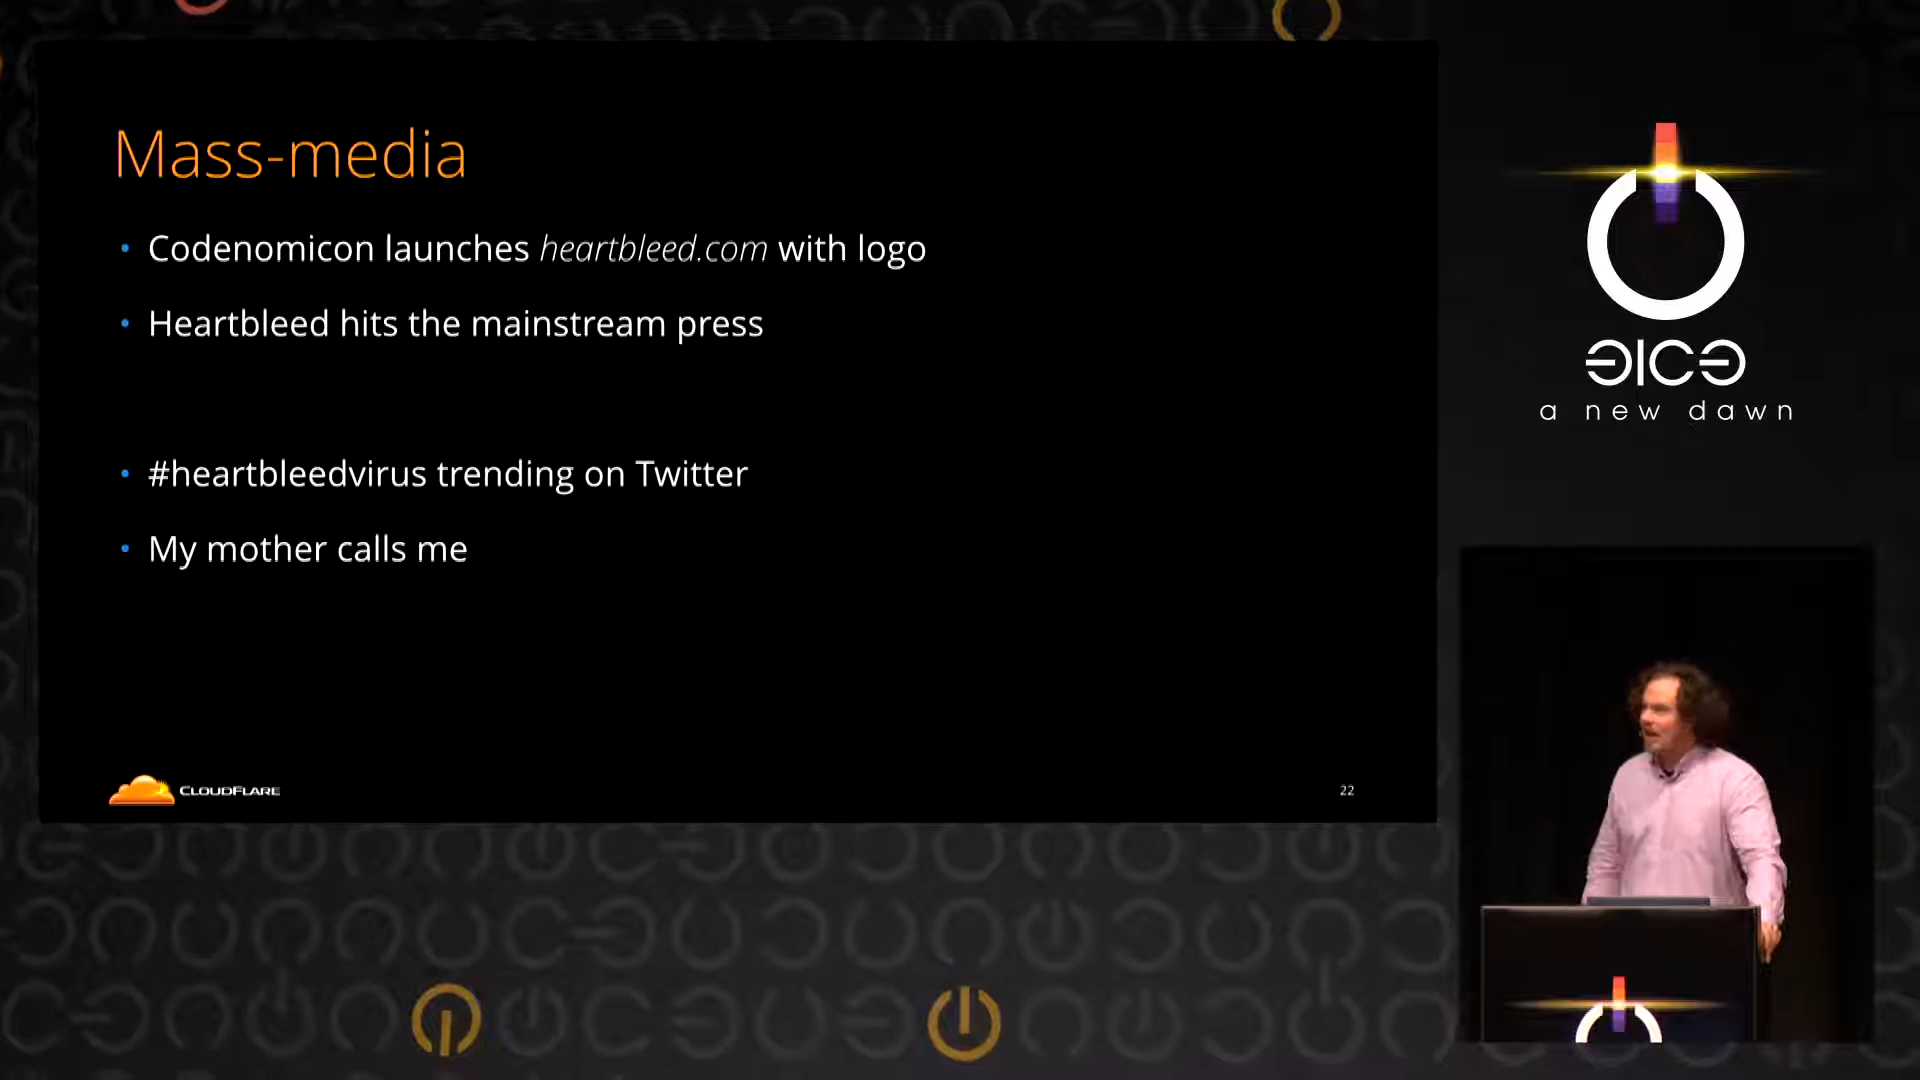 Mass-media
• Codenomicon launches heartbleed.com with logo
• Heartbleed hits the mainstream press
• #heartbleedvirus trending on Twitter
• My mother calls me
CLOUDFLARE
22
31C3
a new dawn